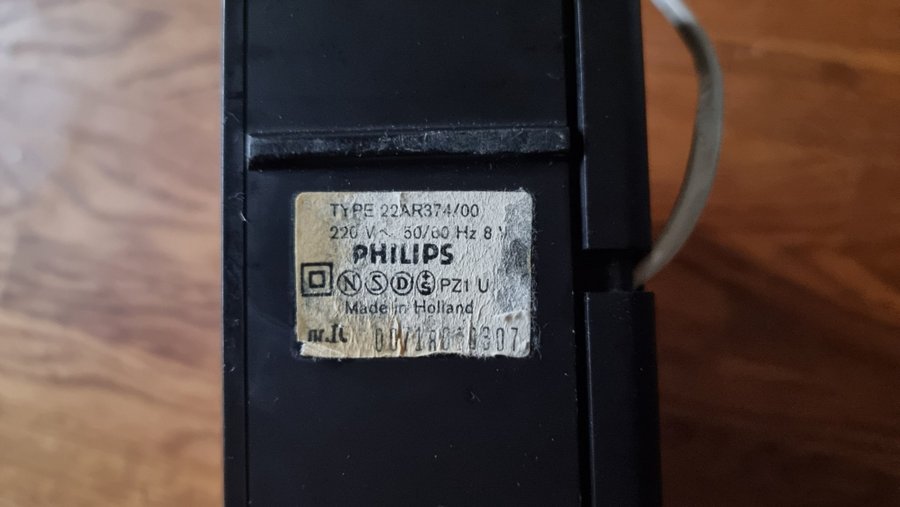 TYPE 22AR374/00
220 V~ 50/60 Hz 8
PHILIPS
N S D S PZ1 U
Made in Holland